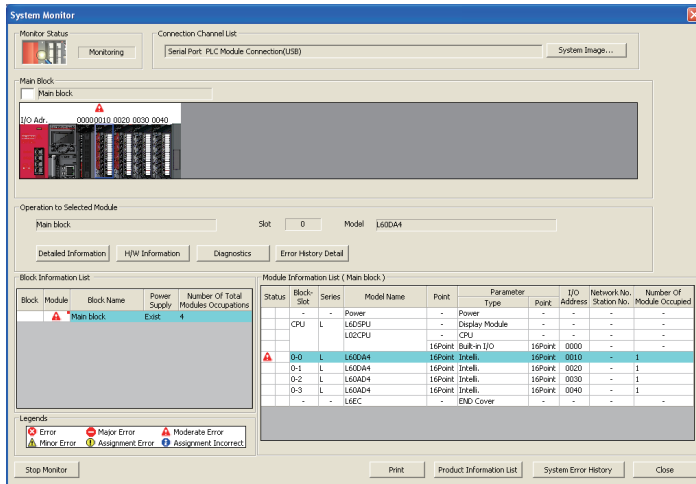 System Monitor
Monitor Status
Connection Channel List
Monitoring
Serial Port PLC Module Connection(USB)
System Image...
Main Block
Main block
I/O Adr. 00000010 0020 0030 0040
Operation to Selected Module
Main block Slot 0 Model L60DA4
Detailed Information H/W Information Diagnostics Error History Detail
Block Information List
Block Module Block Name Power Supply Number Of Total Modules Occupations
Main block Exist 4
Legends
Error Major Error Moderate Error
Minor Error Assignment Error Assignment Incorrect
Module Information List ( Main block )
Status Block-Slot Series Model Name Point Parameter Type Point I/O Address Network No. Station No. Number Of Module Occupied
- - Power - Power - - - -
CPU L L6DSPU - Display Module - - - -
L02CPU - CPU - - - -
16Point Built-in I/O 16Point 0000 - -
0-0 L L60DA4 16Point Intelli. 16Point 0010 - 1
0-1 L L60DA4 16Point Intelli. 16Point 0020 - 1
0-2 L L60AD4 16Point Intelli. 16Point 0030 - 1
0-3 L L60AD4 16Point Intelli. 16Point 0040 - 1
- - L6EC - END Cover - - - -
Stop Monitor Print Product Information List System Error History Close